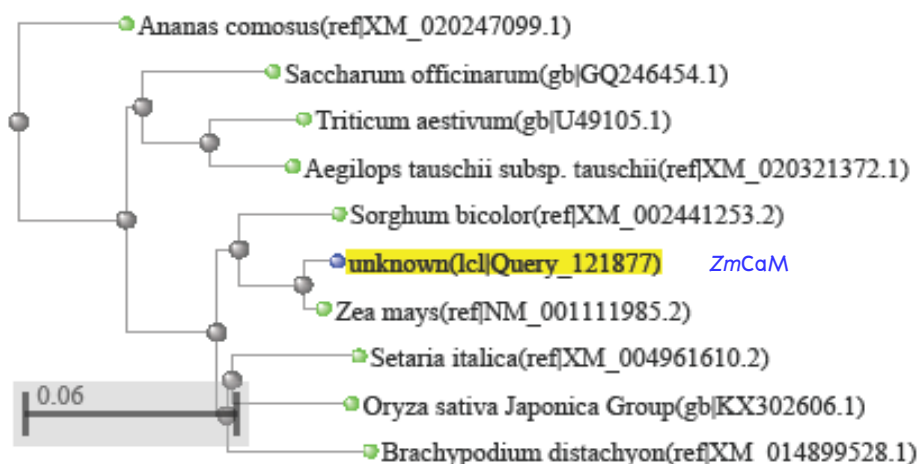 Ananas comosus(ref|XM_020247099.1)
Saccharum officinarum(gb|GQ246454.1)
Triticum aestivum(gb|U49105.1)
Aegilops tauschii subsp. tauschii(ref|XM_020321372.1)
Sorghum bicolor(ref|XM_002441253.2)
unknown(lcl|Query_121877) ZmCaM
Zea mays(ref|NM_001111985.2)
Setaria italica(ref|XM_004961610.2)
0.06
Oryza sativa Japonica Group(gb|KX302606.1)
Brachypodium distachyon(ref|XM_014899528.1)